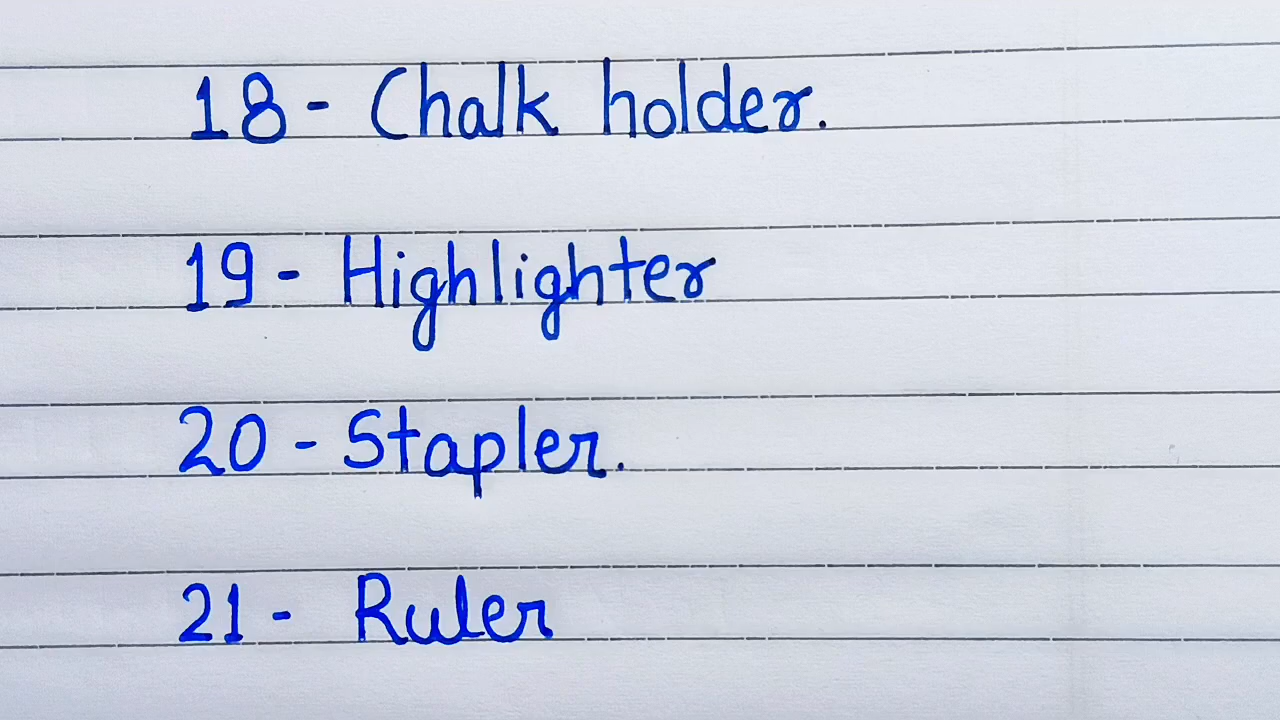 18- Chalk holder.
19- Highlighter
20 - Stapler.
21- Ruler